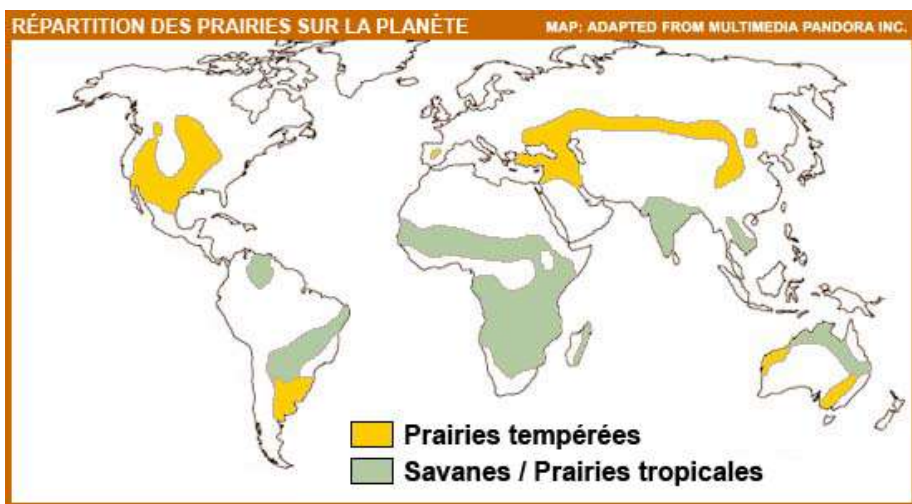 RÉPARTITION DES PRAIRIES SUR LA PLANÈTE
MAP: ADAPTED FROM MULTIMEDIA PANDORA INC.
Prairies tempérées
Savanes / Prairies tropicales